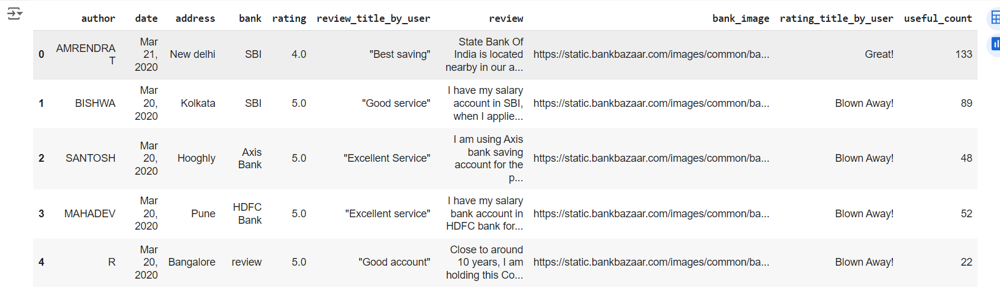 author date address bank rating review_title_by_user review bank_image rating_title_by_user useful_count
0 AMRENDRA T Mar 21, 2020 New delhi SBI 4.0 "Best saving" State Bank Of India is located nearby in our a... https://static.bankbazaar.com/images/common/ba... Great! 133
1 BISHWA Mar 20, 2020 Kolkata SBI 5.0 "Good service" I have my salary account in SBI, when I applie... https://static.bankbazaar.com/images/common/ba... Blown Away! 89
2 SANTOSH Mar 20, 2020 Hooghly Axis Bank 5.0 "Excellent Service" I am using Axis bank saving account for the p... https://static.bankbazaar.com/images/common/ba... Blown Away! 48
3 MAHADEV Mar 20, 2020 Pune HDFC Bank 5.0 "Excellent service" I have my salary bank account in HDFC bank for... https://static.bankbazaar.com/images/common/ba... Blown Away! 52
4 R Mar 20, 2020 Bangalore review 5.0 "Good account" Close to around 10 years, I am holding this Co... https://static.bankbazaar.com/images/common/ba... Blown Away! 22